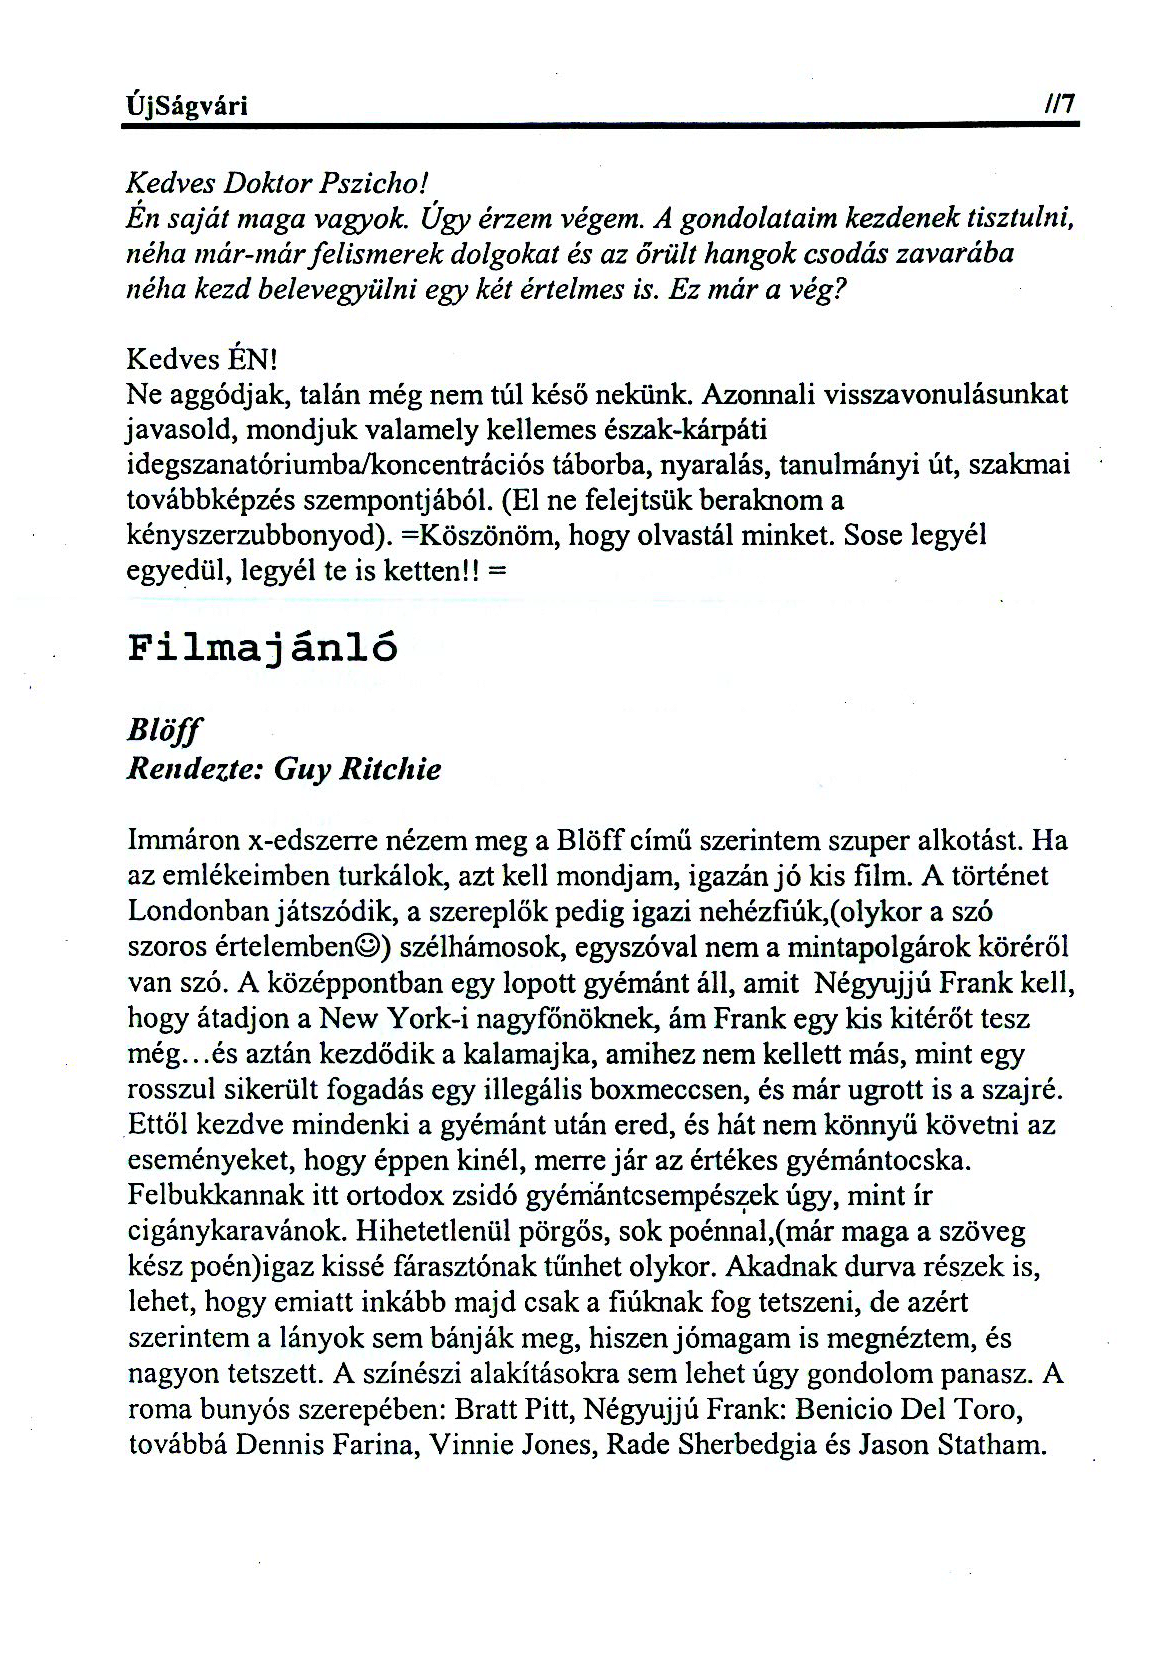 ÚjSágvári //7
Kedves Doktor Pszicho!
Én saját maga vagyok. Úgy érzem végem. A gondolataim kezdenek tisztulni,
néha már-már felismerek dolgokat és az őrült hangok csodás zavarába
néha kezd belevegyülni egy két értelmes is. Ez már a vég?
Kedves ÉN!
Ne aggódjak, talán még nem túl késő nekünk. Azonnali visszavonulásunkat
javasold, mondjuk valamely kellemes észak-kárpáti
idegszanatóriumba/koncentrációs táborba, nyaralás, tanulmányi út, szakmai
továbbképzés szempontjából. (El ne felejtsük beraknom a
kényszerzubbonyod). =Köszönöm, hogy olvastál minket. Sose legyél
egyedül, legyél te is ketten!! =
Filmajánló
Blöff
Rendezte: Guy Ritchie
Immáron x-edszerre nézem meg a Blöff című szerintem szuper alkotást. Ha
az emlékeimben turkálok, azt kell mondjam, igazán jó kis film. A történet
Londonban játszódik, a szereplők pedig igazi nehézfiúk,(olykor a szó
szoros értelemben☺) szélhámosok, egyszóval nem a mintapolgárok köréről
van szó. A középpontban egy lopott gyémánt áll, amit Négyujjú Frank kell,
hogy átadjon a New York-i nagyfőnöknek, ám Frank egy kis kitérőt tesz
még...és aztán kezdődik a kalamajka, amihez nem kellett más, mint egy
rosszul sikerült fogadás egy illegális boxmeccsen, és már ugrott is a szajré.
Ettől kezdve mindenki a gyémánt után ered, és hát nem könnyű követni az
eseményeket, hogy éppen kinél, merre jár az értékes gyémántocska.
Felbukkannak itt ortodox zsidó gyémántcsempészek úgy, mint ír
cigánykaravánok. Hihetetlenül pörgős, sok poénnal,(már maga a szöveg
kész poén)igaz kissé fárasztónak tűnhet olykor. Akadnak durva részek is,
lehet, hogy emiatt inkább majd csak a fiúknak fog tetszeni, de azért
szerintem a lányok sem bánják meg, hiszen jómagam is megnéztem, és
nagyon tetszett. A színészi alakításokra sem lehet úgy gondolom panasz. A
roma bunyós szerepében: Bratt Pitt, Négyujjú Frank: Benicio Del Toro,
továbbá Dennis Farina, Vinnie Jones, Rade Sherbedgia és Jason Statham.